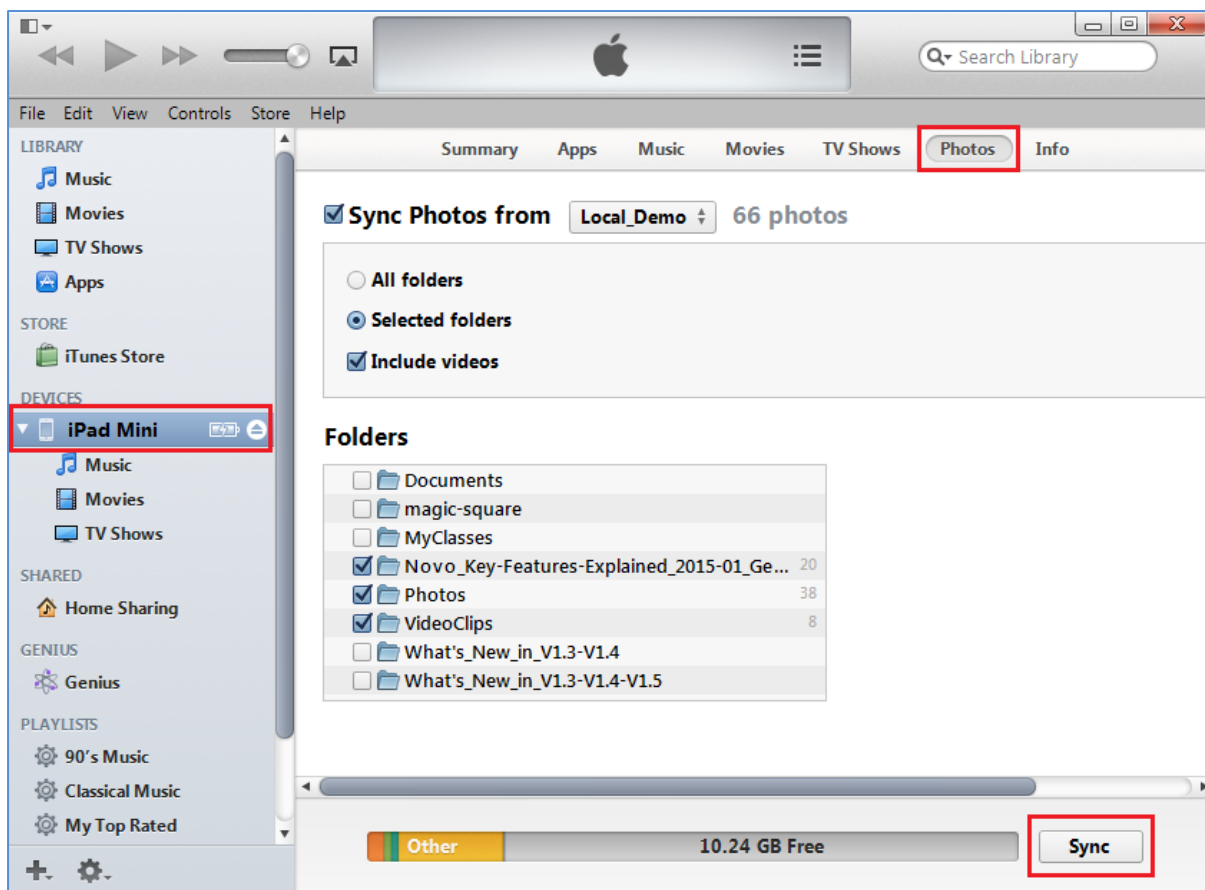 Search Library
File Edit View Controls Store Help
LIBRARY
Music
Movies
TV Shows
Apps
STORE
iTunes Store
DEVICES
iPad Mini
Music
Movies
TV Shows
SHARED
Home Sharing
GENIUS
Genius
PLAYLISTS
90's Music
Classical Music
My Top Rated
Summary Apps Music Movies TV Shows Photos Info
Sync Photos from Local_Demo 66 photos
All folders
Selected folders
Include videos
Folders
Documents
magic-square
MyClasses
Novo_Key-Features-Explained_2015-01_Ge... 20
Photos 38
VideoClips 8
What's_New_in_V1.3-V1.4
What's_New_in_V1.3-V1.4-V1.5
Other 10.24 GB Free Sync